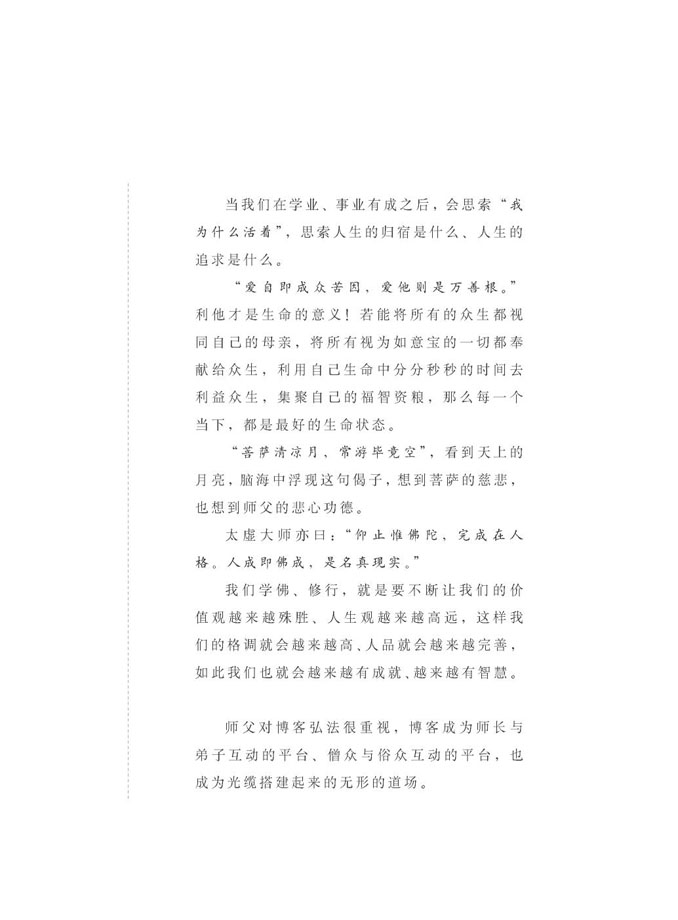 当我们在学业、事业有成之后，会思索“我
为什么活着”，思索人生的归宿是什么、人生的
追求是什么。
“爱自即成众苦因，爱他则是万善根。”
利他才是生命的意义！若能将所有的众生都视
同自己的母亲，将所有视为如意宝的一切都奉
献给众生，利用自己生命中分分秒秒的时间去
利益众生，集聚自己的福智资粮，那么每一个
当下，都是最好的生命状态。
“菩萨清凉月、常游毕竟空”，看到天上的
月亮，脑海中浮现这句偈子，想到菩萨的慈悲，
也想到师父的悲心功德。
太虚大师亦曰：“仰止惟佛陀，完成在人
格。人成即佛成，是名真现实。”
我们学佛、修行，就是要不断让我们的价
值观越来越殊胜、人生观越来越高远，这样我
们的格调就会越来越高、人品就会越来越完善，
如此我们也就会越来越有成就、越来越有智慧。
师父对博客弘法很重视，博客成为师长与
弟子互动的平台、僧众与俗众互动的平台，也
成为光缆搭建起来的无形的道场。